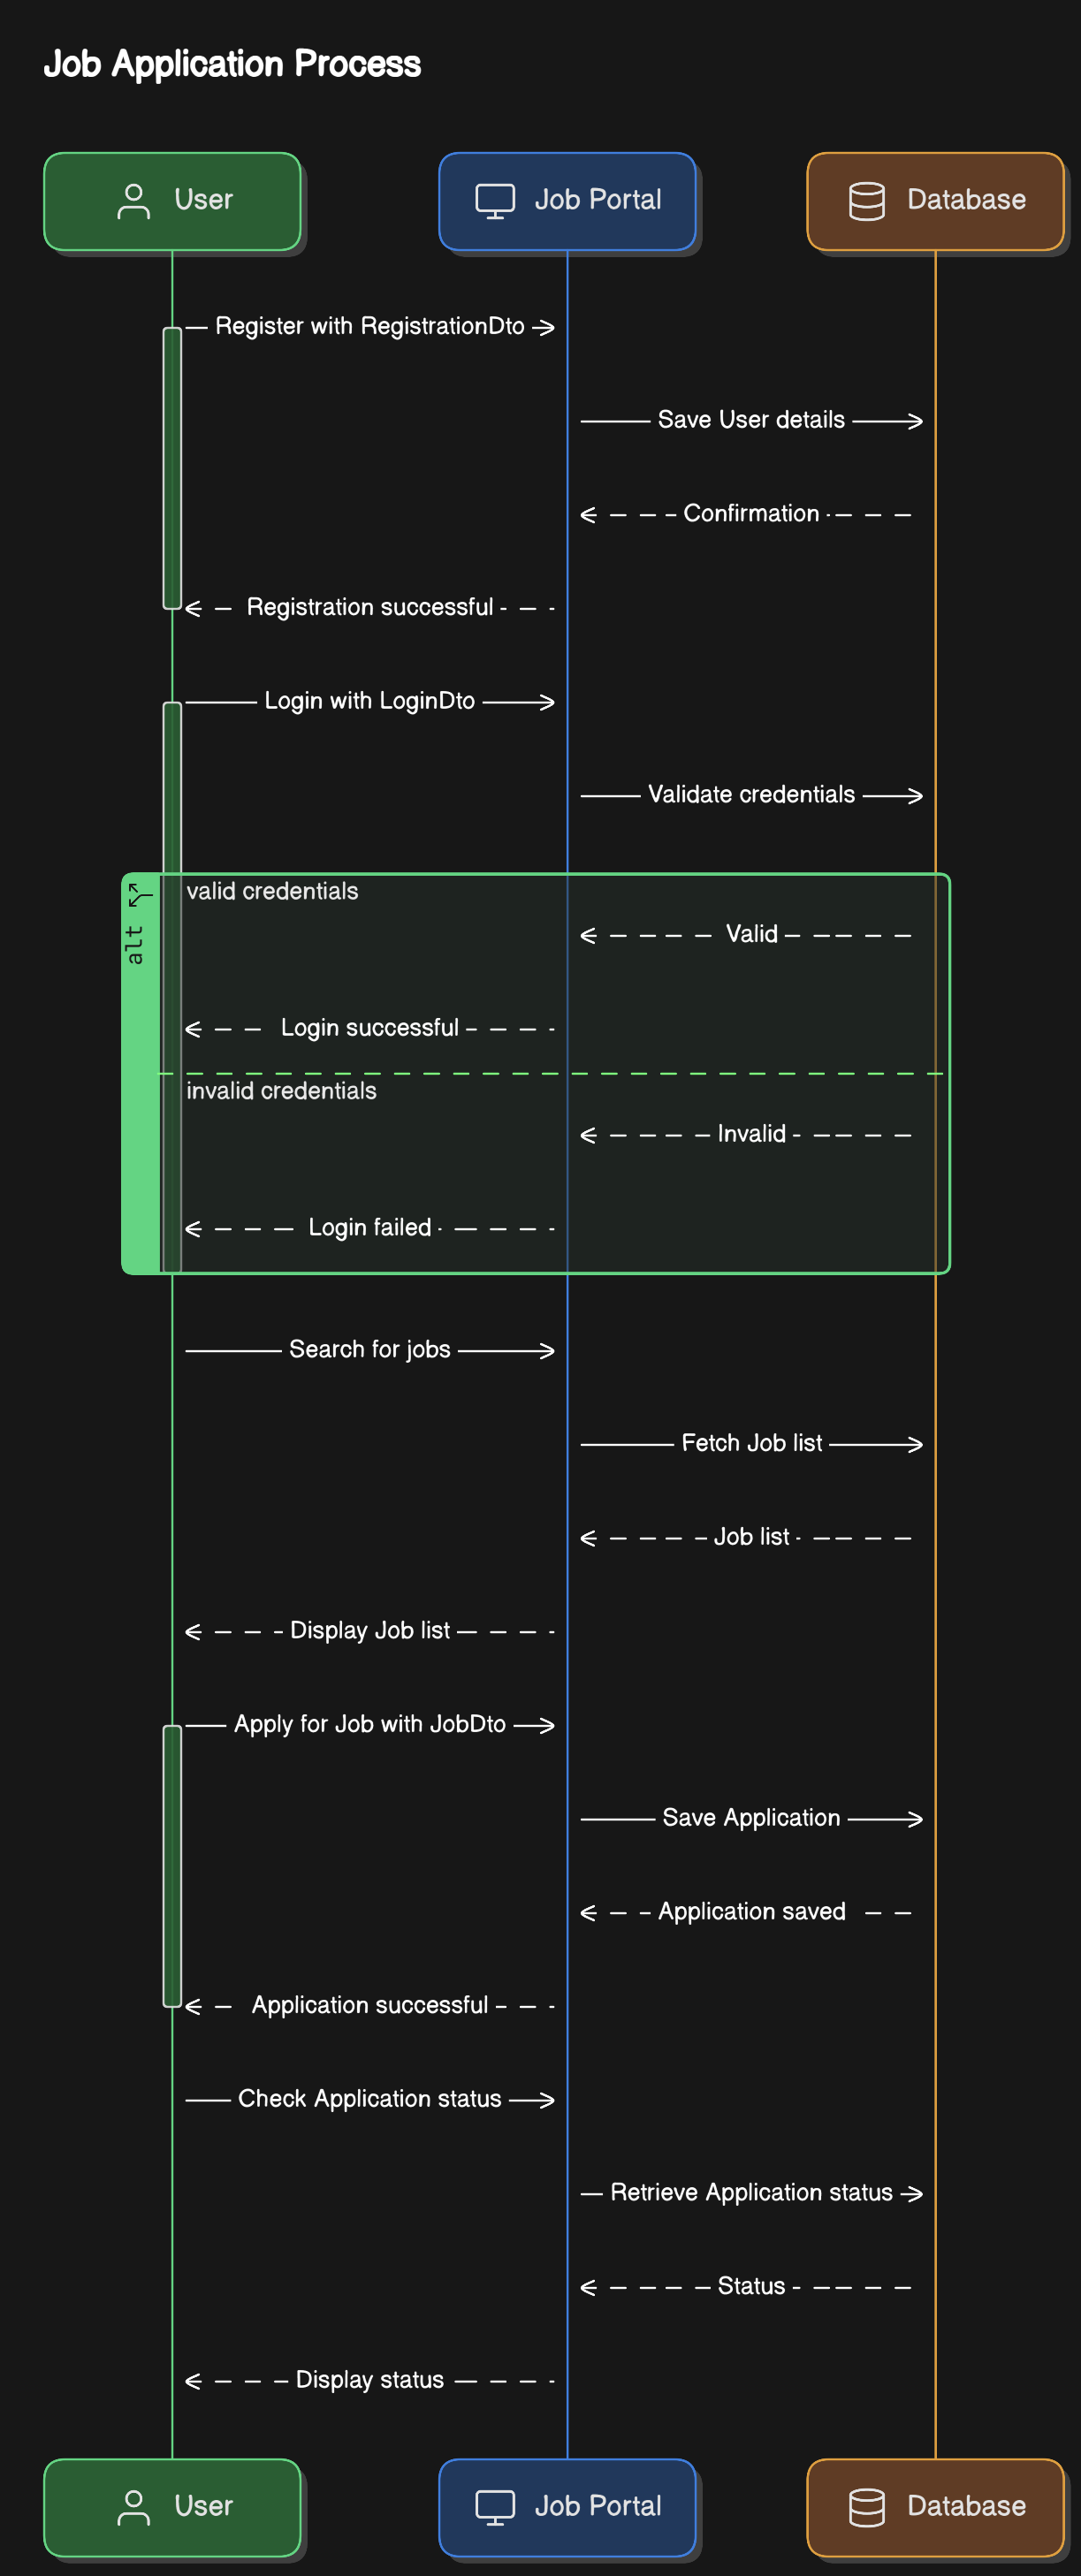 Job Application Process
User
Job Portal
Database
Register with RegistrationDto
Save User details
Confirmation
Registration successful
Login with LoginDto
Validate credentials
alt
valid credentials
Valid
Login successful
invalid credentials
Invalid
Login failed
Search for jobs
Fetch Job list
Job list
Display Job list
Apply for Job with JobDto
Save Application
Application saved
Application successful
Check Application status
Retrieve Application status
Status
Display status
User
Job Portal
Database